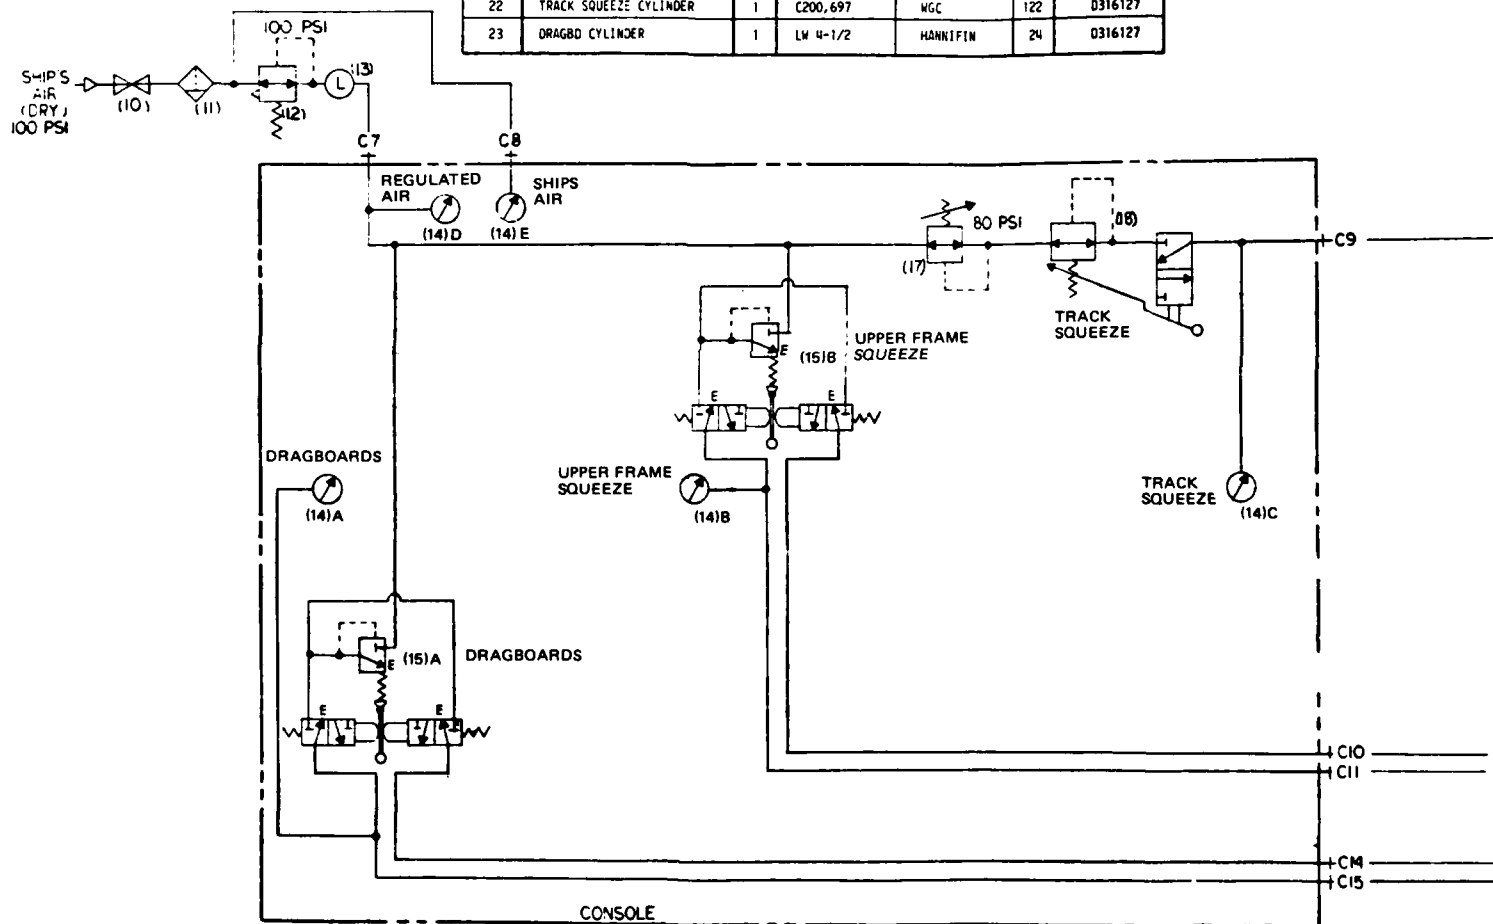 22 TRACK SQUEEZE CYLINDER 1 C200,697 WGC 122 D316127
23 DRAGBD CYLINDER 1 LW 4-1/2 HANNIFIN 24 D316127
100 PSI
SHIP'S
AIR
(DRY)
100 PSI
(10)
(11)
(12)
L
(13)
C7
C8
REGULATED
AIR
(14)D
SHIPS
AIR
(14)E
80 PSI
(17)
(18)
C9
TRACK
SQUEEZE
E
(15)B
UPPER FRAME
SQUEEZE
E
E
DRAGBOARDS
(14)A
UPPER FRAME
SQUEEZE
(14)B
TRACK
SQUEEZE
(14)C
E
(15)A
DRAGBOARDS
E
E
C10
C11
C14
C15
CONSOLE